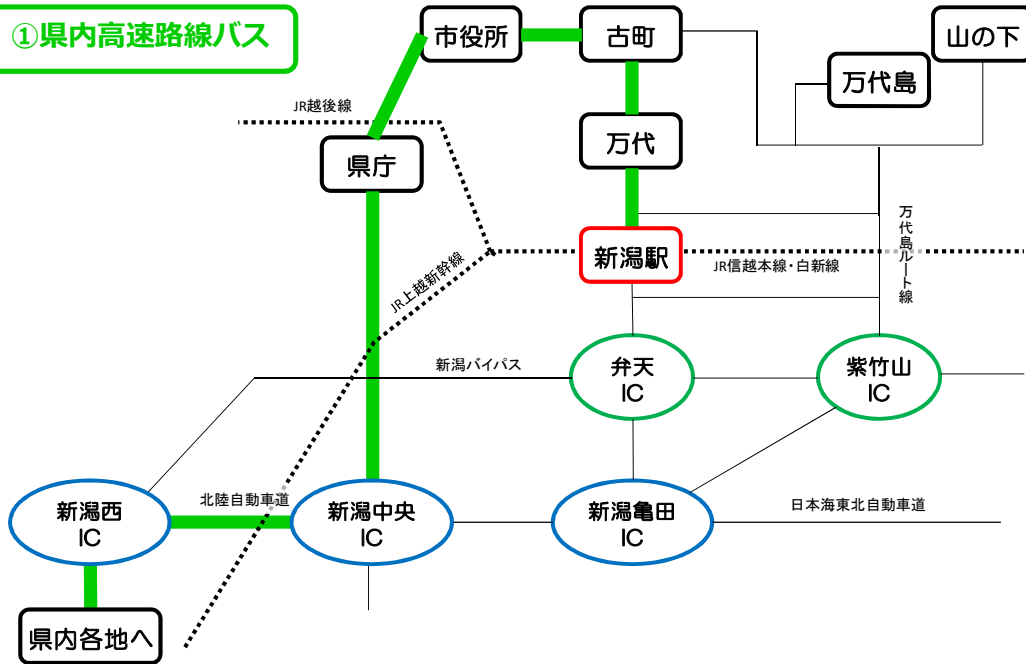 ①県内高速路線バス
市役所
古町
山の下
万代島
JR越後線
県庁
万代
新潟駅
JR信越本線・白新線
万代島ルート線
JR上越新幹線
新潟バイパス
弁天
IC
紫竹山
IC
新潟西
IC
北陸自動車道
新潟中央
IC
新潟亀田
IC
日本海東北自動車道
県内各地へ